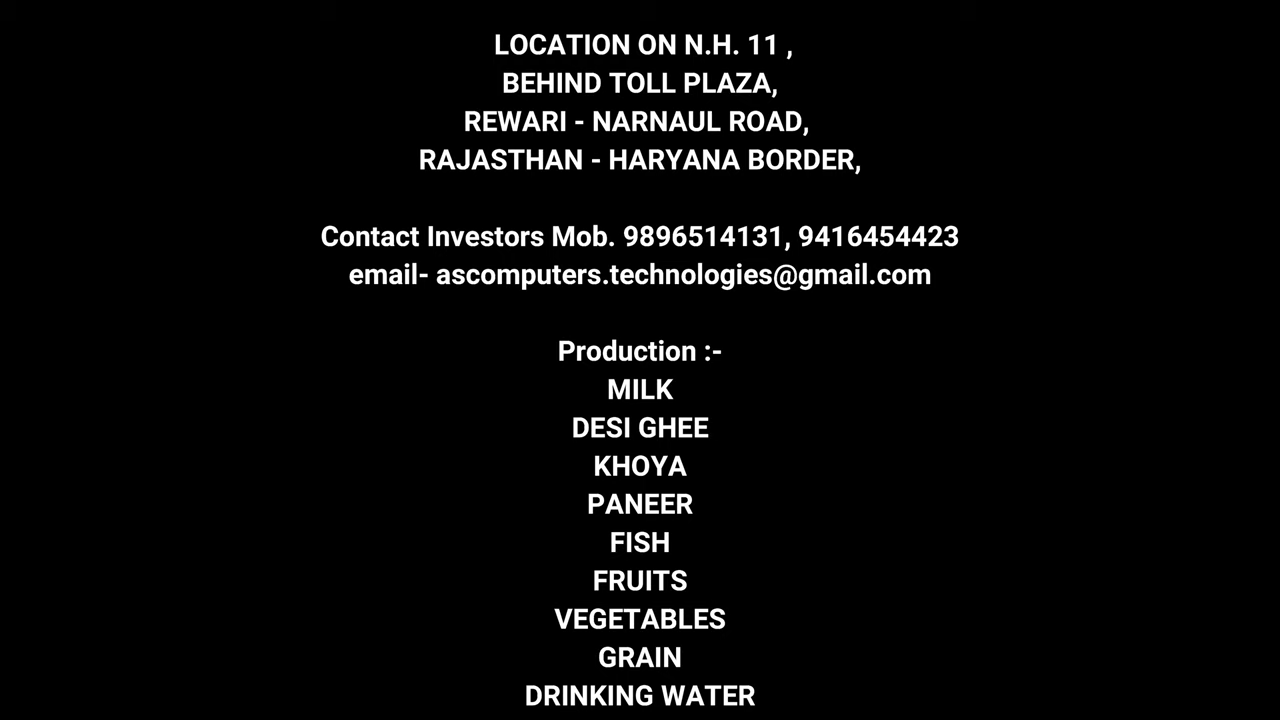 LOCATION ON N.H. 11 ,
BEHIND TOLL PLAZA,
REWARI - NARNAUL ROAD,
RAJASTHAN - HARYANA BORDER,
Contact Investors Mob. 9896514131, 9416454423
email- ascomputers.technologies@gmail.com
Production :-
MILK
DESI GHEE
KHOYA
PANEER
FISH
FRUITS
VEGETABLES
GRAIN
DRINKING WATER